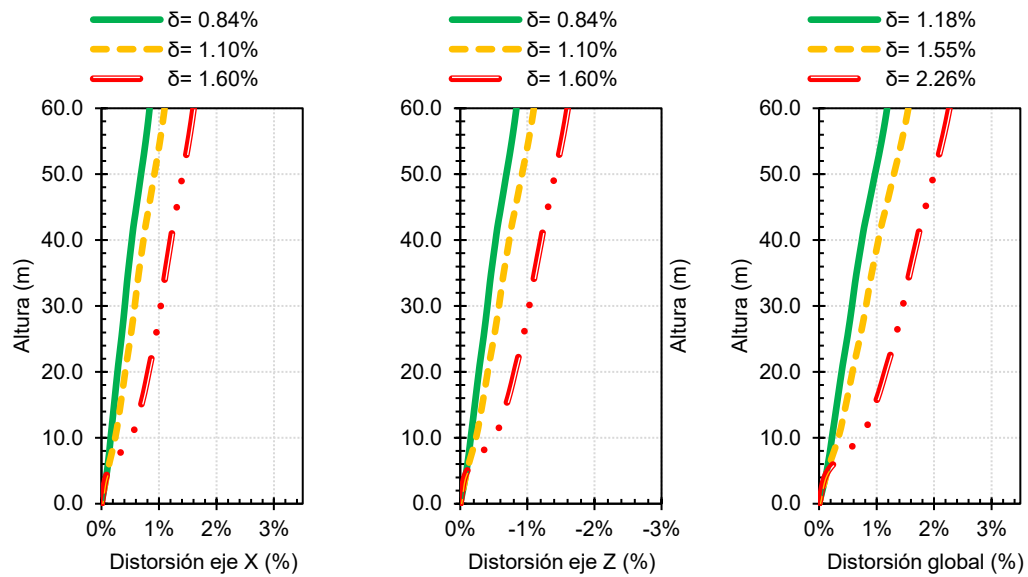 δ= 0.84%
δ= 1.10%
δ= 1.60%
60.0
50.0
40.0
30.0
20.0
10.0
0.0
Altura (m)
0% 1% 2% 3%
Distorsión eje X (%)
δ= 0.84%
δ= 1.10%
δ= 1.60%
60.0
50.0
40.0
30.0
20.0
10.0
0.0
0% -1% -2% -3%
Distorsión eje Z (%)
Altura (m)
δ= 1.18%
δ= 1.55%
δ= 2.26%
60.0
50.0
40.0
30.0
20.0
10.0
0.0
Altura (m)
0% 1% 2% 3%
Distorsión global (%)